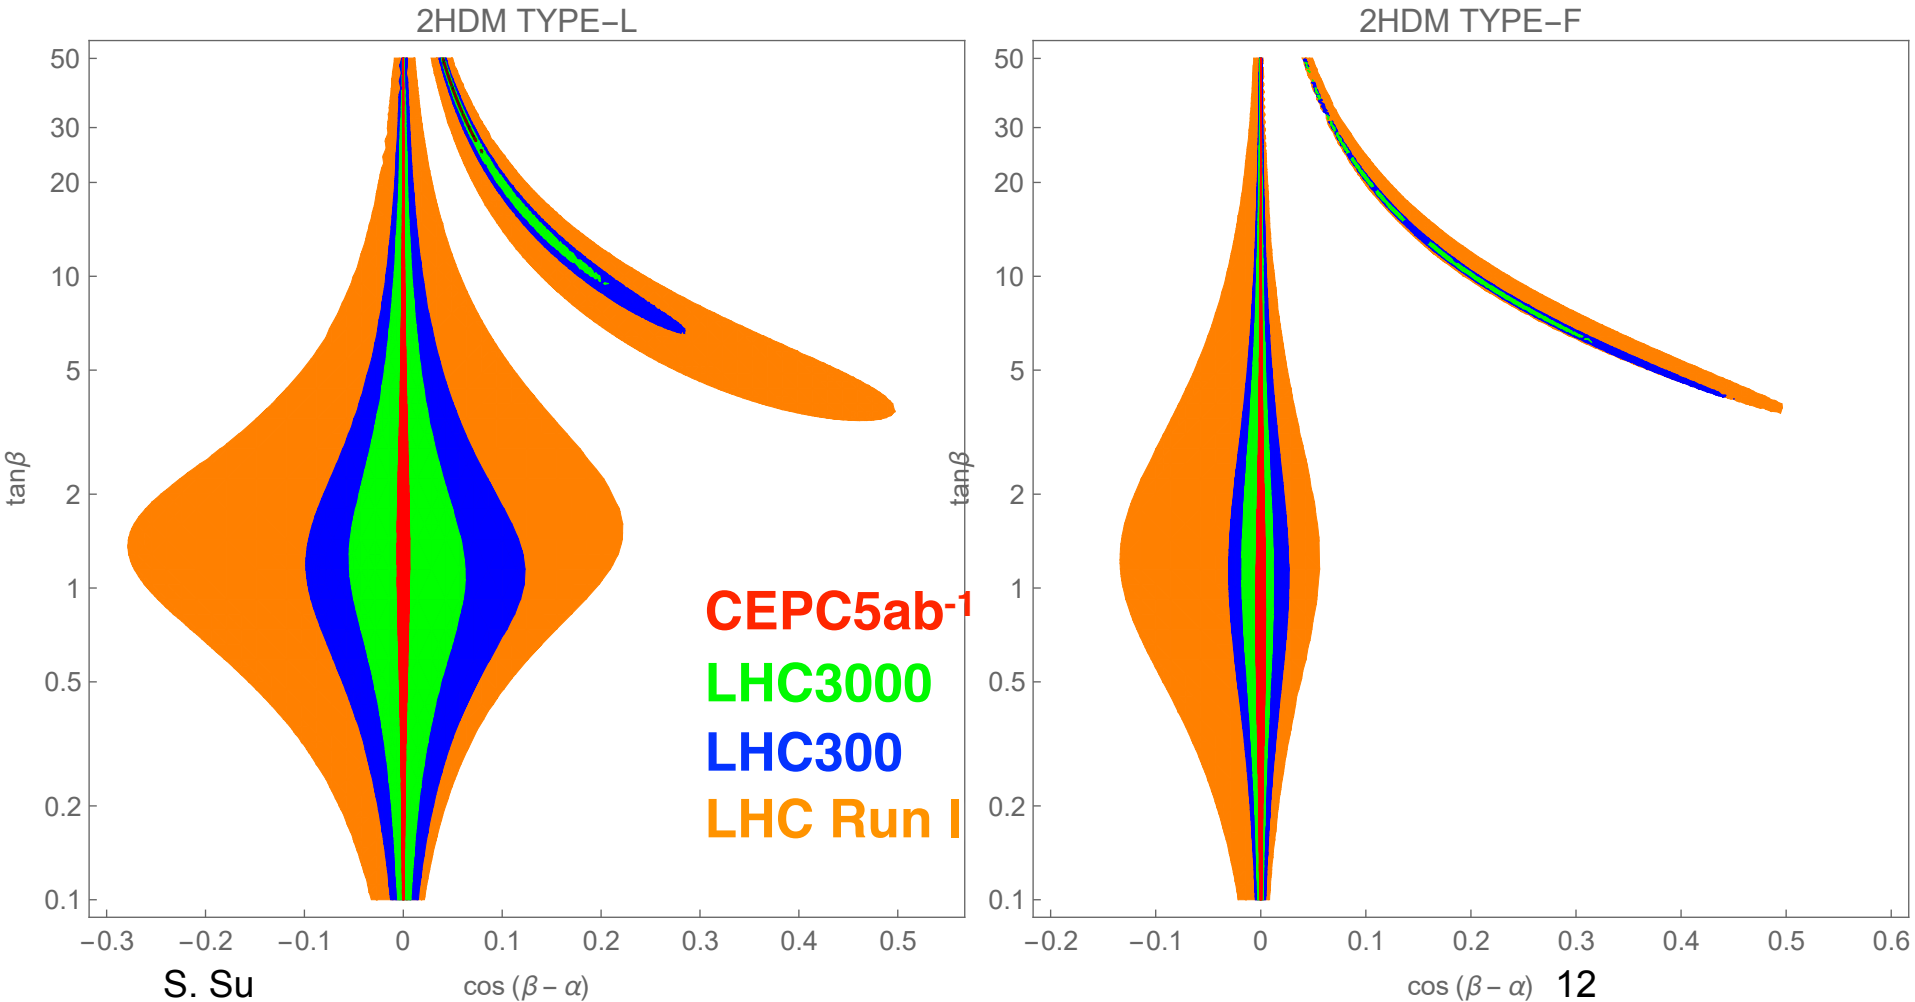 2HDM TYPE–L
50
30
20
10
5
2
1
0.5
0.2
0.1
tanβ
−0.3 −0.2 −0.1 0 0.1 0.2 0.3 0.4 0.5
cos (β − α)
CEPC5ab-1
LHC3000
LHC300
LHC Run I
S. Su
2HDM TYPE–F
50
30
20
10
5
2
1
0.5
0.2
0.1
tanβ
−0.2 −0.1 0 0.1 0.2 0.3 0.4 0.5 0.6
cos (β − α)
12